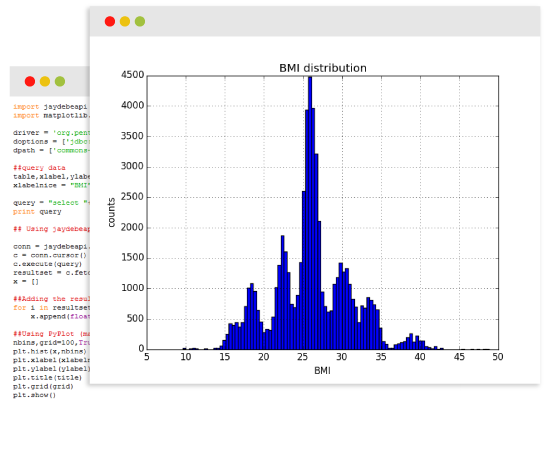 BMI distribution
4500
4000
3500
3000
2500
2000
1500
1000
500
0
counts
5 10 15 20 25 30 35 40 45 50
BMI
import jaydebeapi
import matplotlib.
driver = 'org.pent
doptions = ['jdbc:
dpath = ['commons-
##query data
table,xlabel,ylabe
xlabelnice = "BMI"
query = "select "+
print query
## Using jaydebeap
conn = jaydebeapi.
c = conn.cursor()
c.execute(query)
resultset = c.fetc
x = []
##Adding the resul
for i in resultset
x.append(float
##Using PyPlot (ma
nbins,grid=100,Tru
plt.hist(x,nbins)
plt.xlabel(xlabeln
plt.ylabel(ylabel)
plt.title(title)
plt.grid(grid)
plt.show()